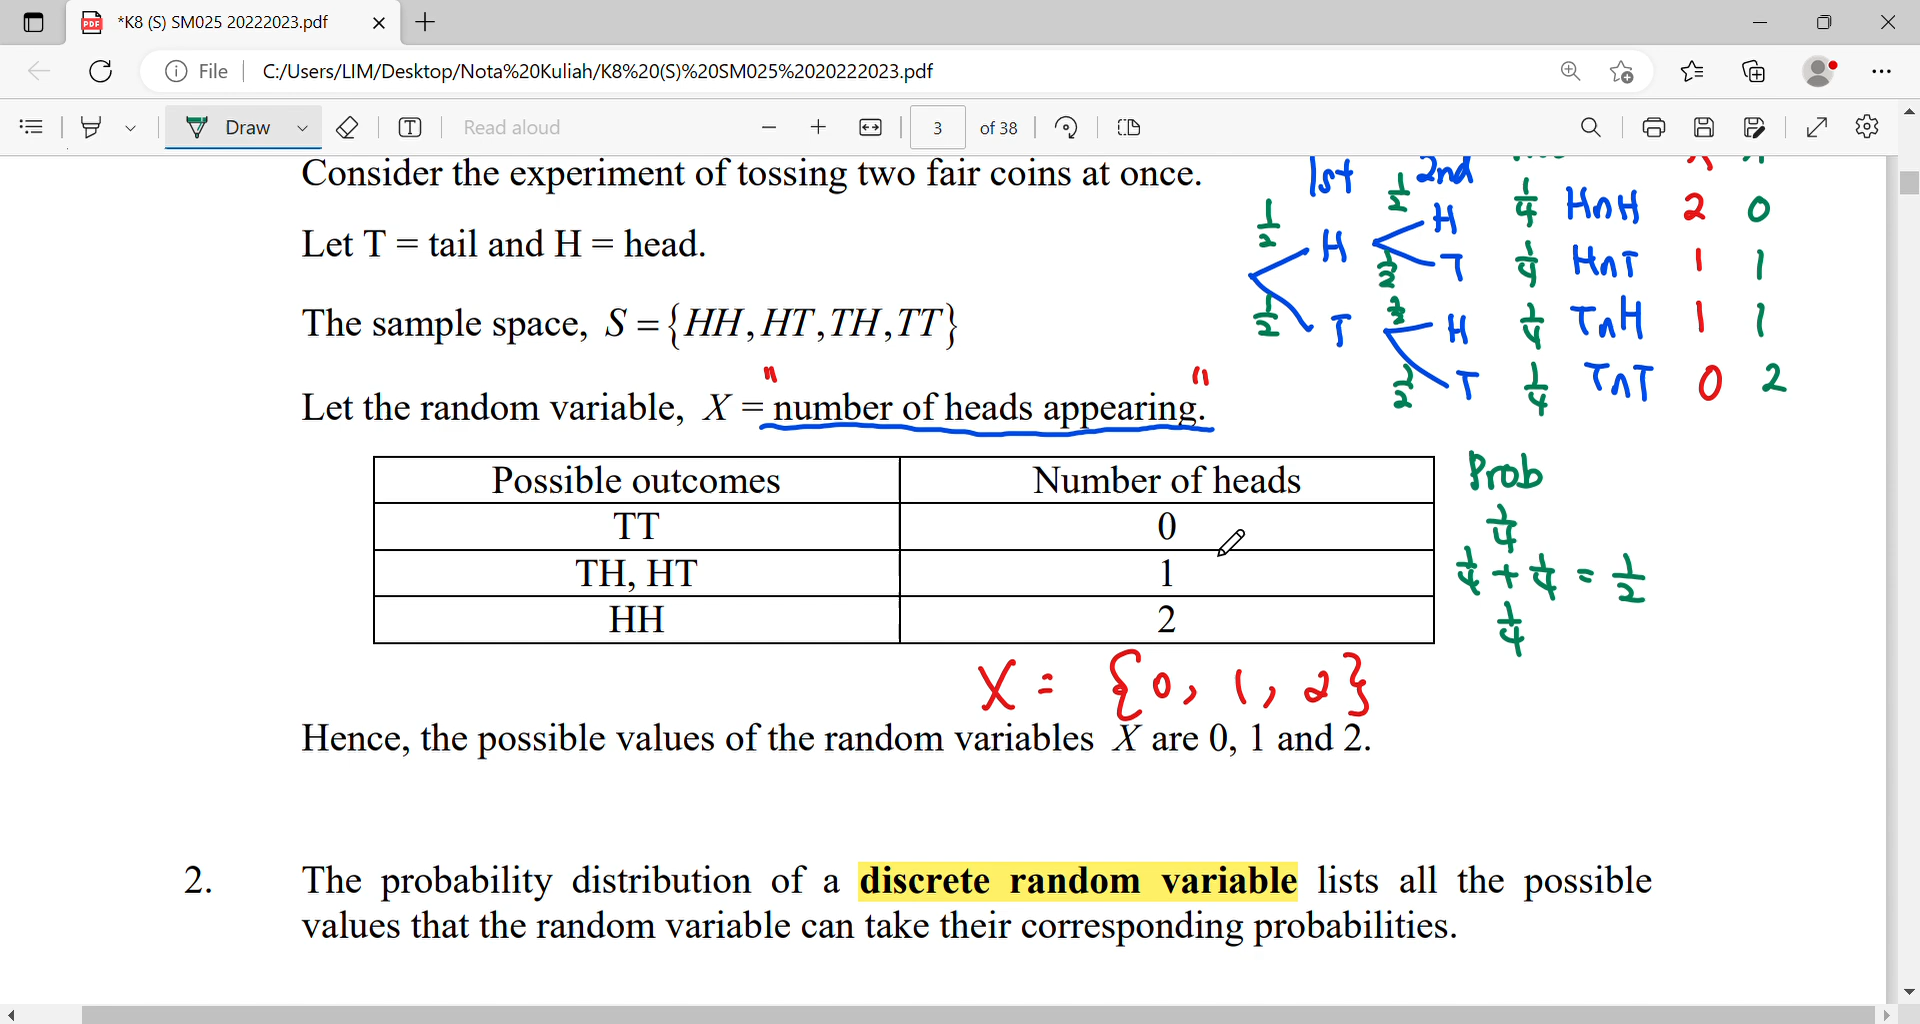 *K8 (S) SM025 20222023.pdf
File | C:/Users/LIM/Desktop/Nota%20Kuliah/K8%20(S)%20SM025%2020222023.pdf
Draw
Read aloud
3 of 38
Consider the experiment of tossing two fair coins at once.
Let T = tail and H = head.
The sample space, S = {HH, HT, TH, TT}
" "
Let the random variable, X = number of heads appearing.
1st 2nd
1/2 H 1/2 H 1/4 H∩H 2 0
1/2 T 1/4 H∩T 1 1
1/2 T 1/2 H 1/4 T∩H 1 1
1/2 T 1/4 T∩T 0 2
Possible outcomes Number of heads Prob
TT 0 1/4
TH, HT 1 1/4 + 1/4 = 1/2
HH 2 1/4
X = {0, 1, 2}
Hence, the possible values of the random variables X are 0, 1 and 2.
2. The probability distribution of a discrete random variable lists all the possible
values that the random variable can take their corresponding probabilities.